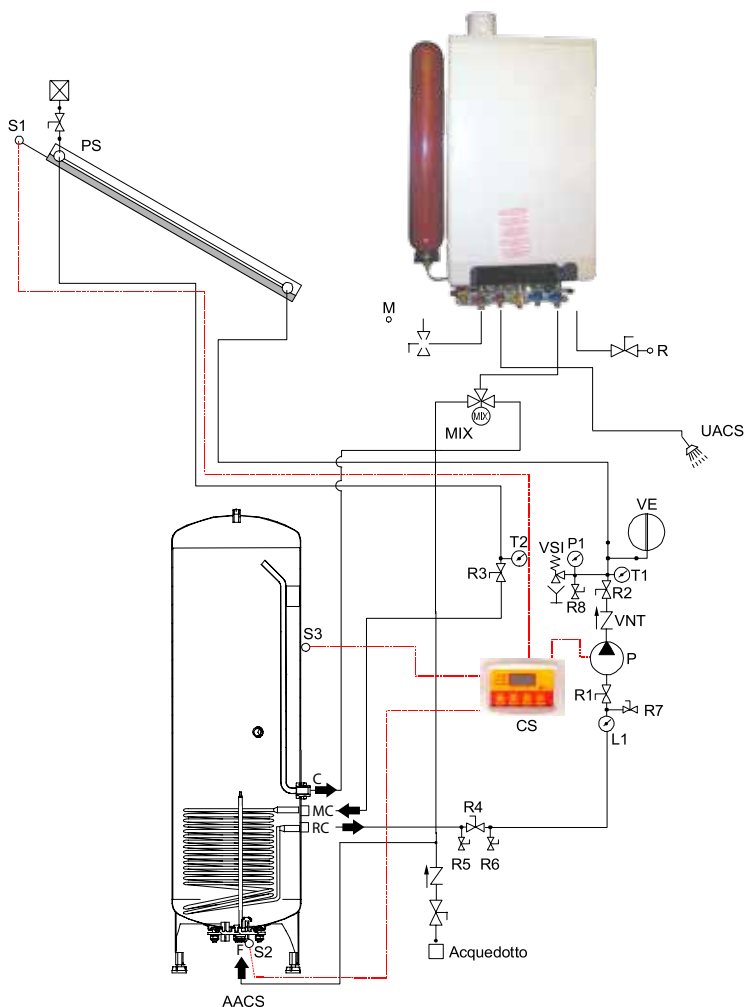 S1
PS
M
R
MIX
MIX
UACS
VE
T2
VSI
P1
T1
R3
R8
R2
VNT
S3
P
R1
R7
CS
L1
C
MC
RC
R4
R5
R6
F
S2
Acquedotto
AACS